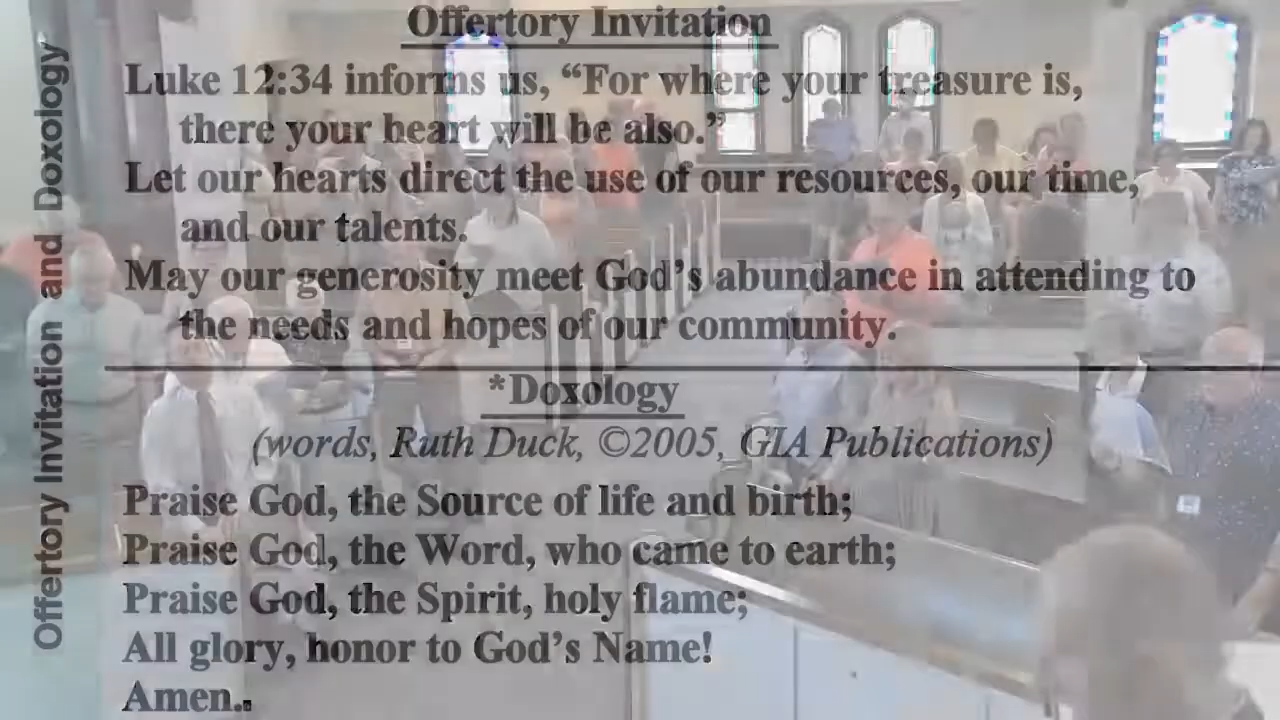 Offertory Invitation and Doxology
Offertory Invitation
Luke 12:34 informs us, “For where your treasure is,
there your heart will be also.”
Let our hearts direct the use of our resources, our time,
and our talents.
May our generosity meet God’s abundance in attending to
the needs and hopes of our community.
*Doxology
(words, Ruth Duck, ©2005, GIA Publications)
Praise God, the Source of life and birth;
Praise God, the Word, who came to earth;
Praise God, the Spirit, holy flame;
All glory, honor to God’s Name!
Amen..